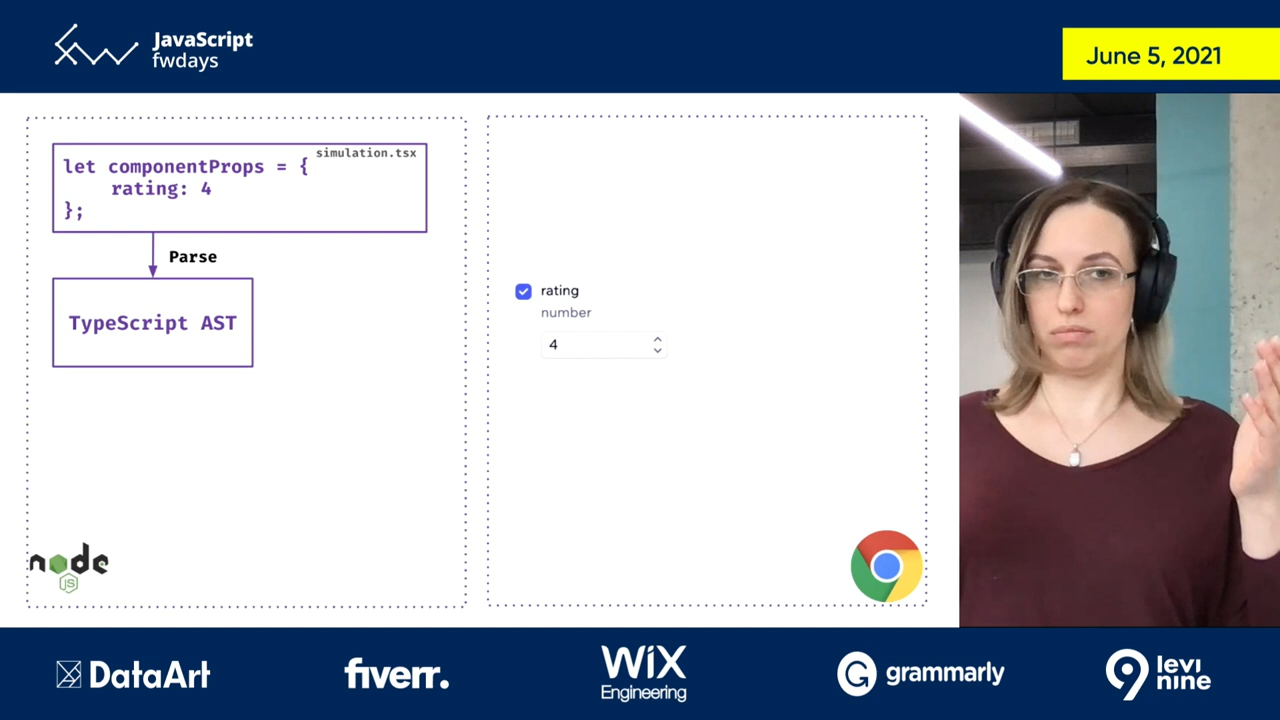 JavaScript
fwdays
June 5, 2021
simulation.tsx
let componentProps = {
rating: 4
};
Parse
TypeScript AST
node
JS
rating
number
4
DataArt
fiverr.
WiX
Engineering
grammarly
levi
nine